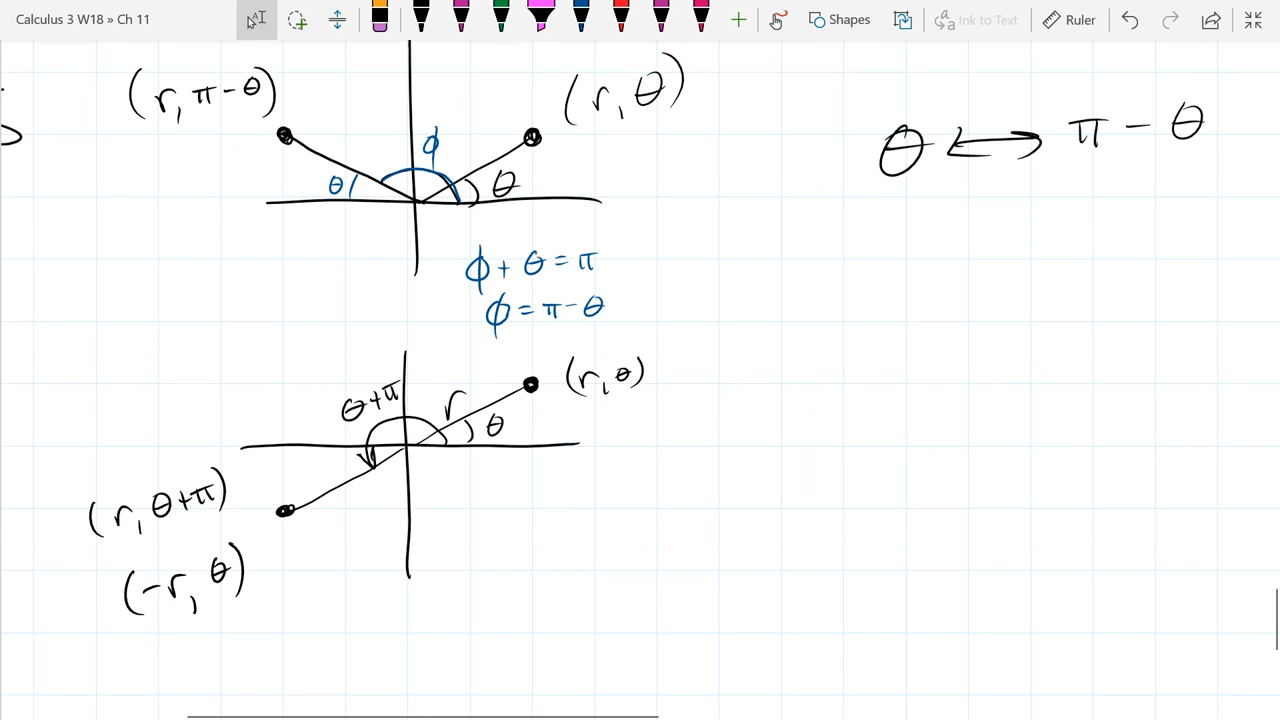 Calculus 3 W18 » Ch 11
Shapes
Ink to Text
Ruler
(r, π - θ)
(r, θ)
θ ↔ π - θ
ϕ
θ
θ
ϕ + θ = π
ϕ = π - θ
(r, θ)
θ+π
r
θ
(r, θ+π)
(-r, θ)